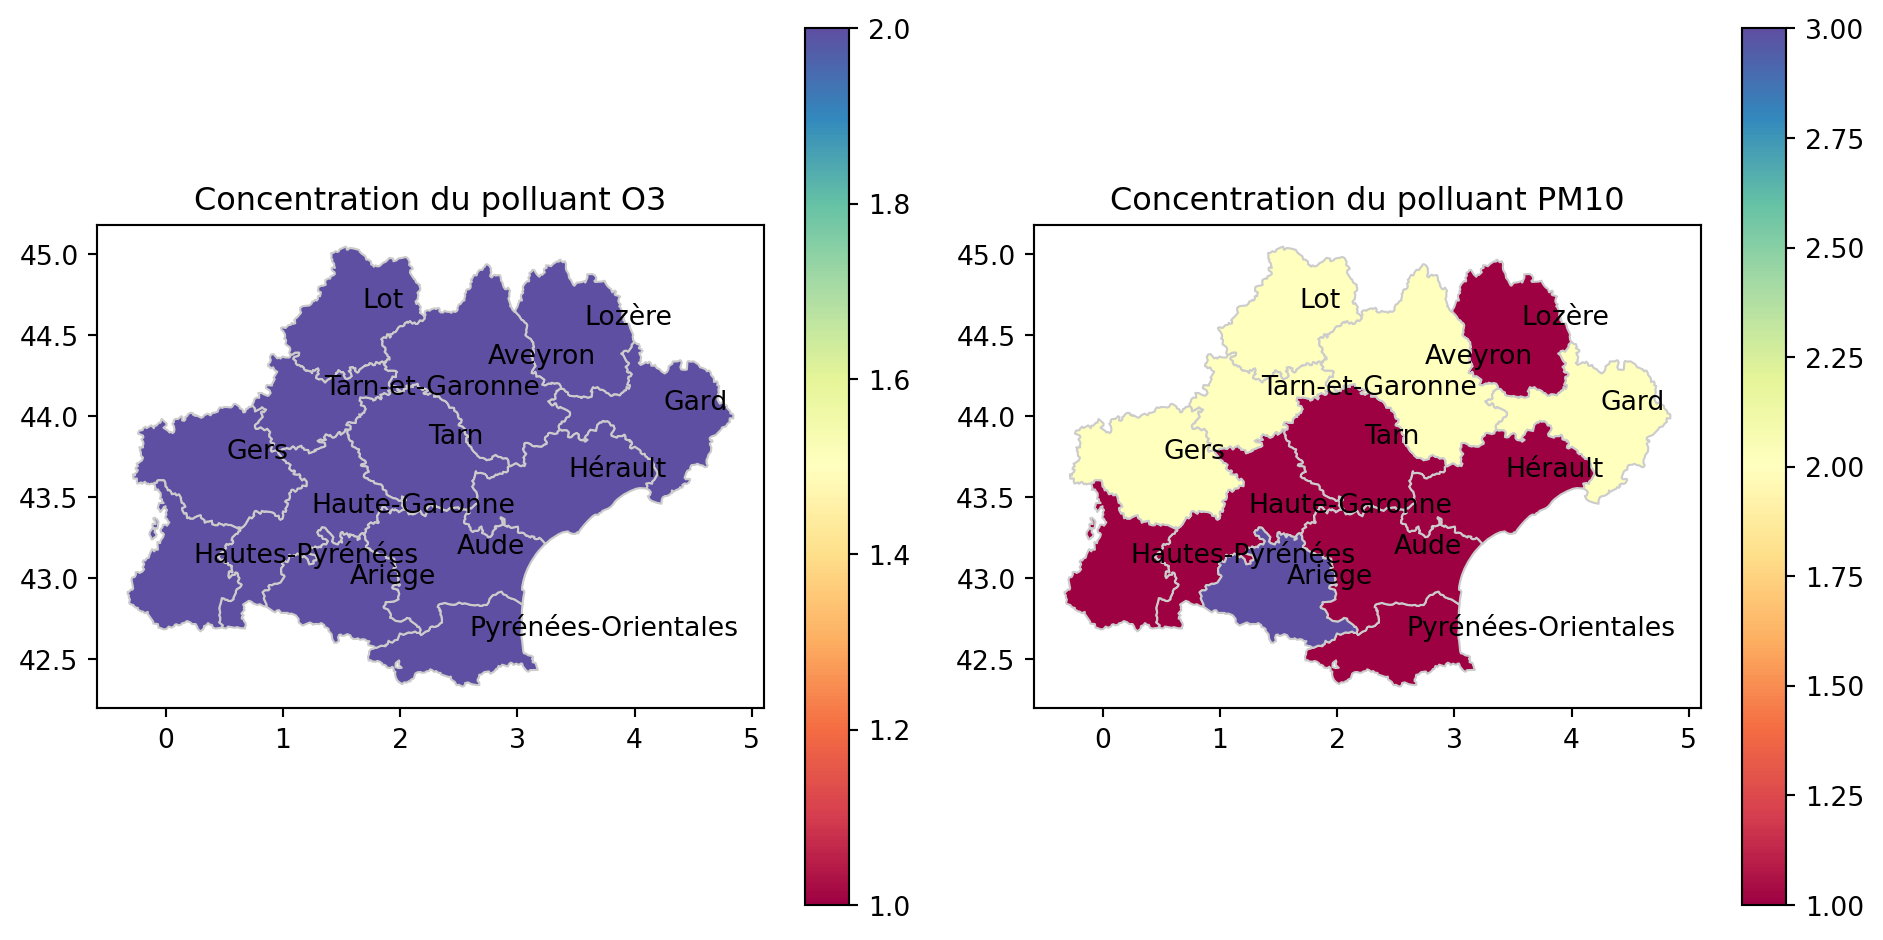 Concentration du polluant O3
45.0
44.5
44.0
43.5
43.0
42.5
0 1 2 3 4 5
Lot
Lozère
Aveyron
Tarn-et-Garonne
Gard
Tarn
Gers
Hérault
Haute-Garonne
Aude
Hautes-Pyrénées
Ariège
Pyrénées-Orientales
2.0
1.8
1.6
1.4
1.2
1.0
Concentration du polluant PM10
45.0
44.5
44.0
43.5
43.0
42.5
0 1 2 3 4 5
Lot
Lozère
Aveyron
Tarn-et-Garonne
Gard
Tarn
Gers
Hérault
Haute-Garonne
Aude
Hautes-Pyrénées
Ariège
Pyrénées-Orientales
3.00
2.75
2.50
2.25
2.00
1.75
1.50
1.25
1.00